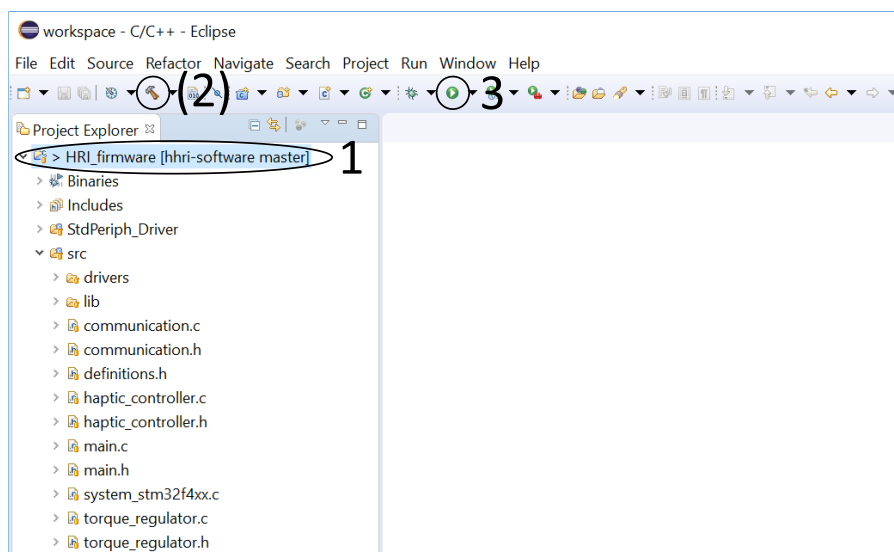 workspace - C/C++ - Eclipse
File Edit Source Refactor Navigate Search Project Run Window Help
(2) 3
Project Explorer
> HRI_firmware [hhri-software master] 1
Binaries
Includes
StdPeriph_Driver
src
drivers
lib
communication.c
communication.h
definitions.h
haptic_controller.c
haptic_controller.h
main.c
main.h
system_stm32f4xx.c
torque_regulator.c
torque_regulator.h